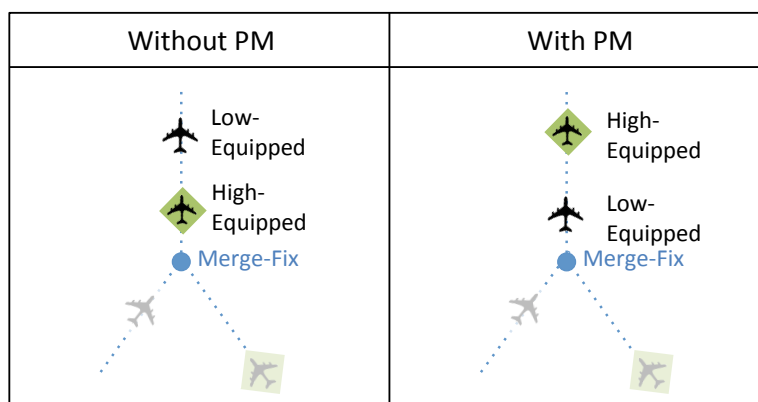 Without PM
With PM
Low-
Equipped
High-
Equipped
Merge-Fix
High-
Equipped
Low-
Equipped
Merge-Fix